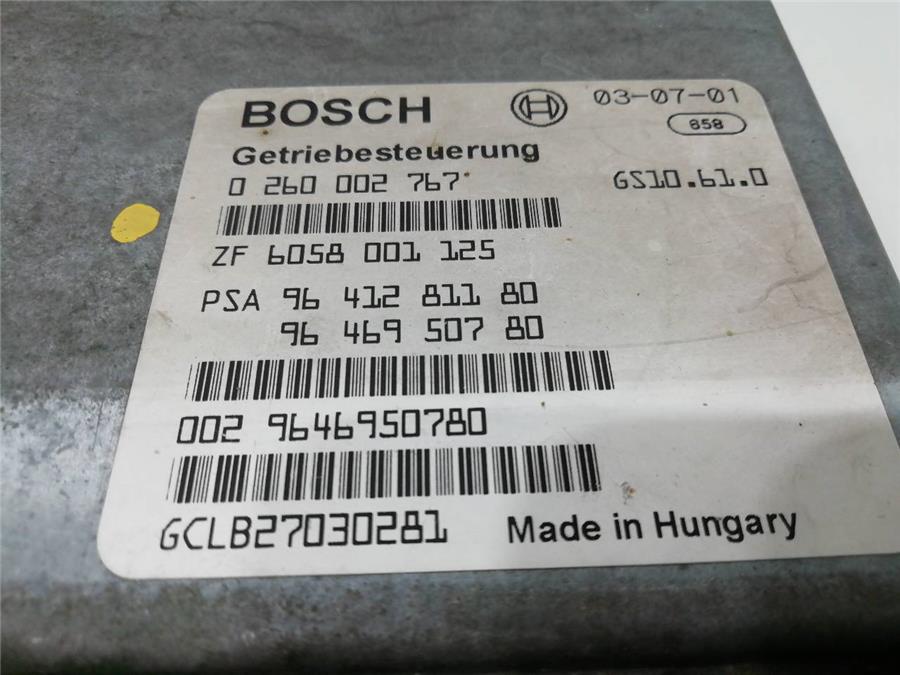 BOSCH 03-07-01
858
Getriebesteuerung
0 260 002 767 GS10.61.0
ZF 6058 001 125
PSA 96 412 811 80
96 469 507 80
002 9646950780
GCLB27030281 Made in Hungary